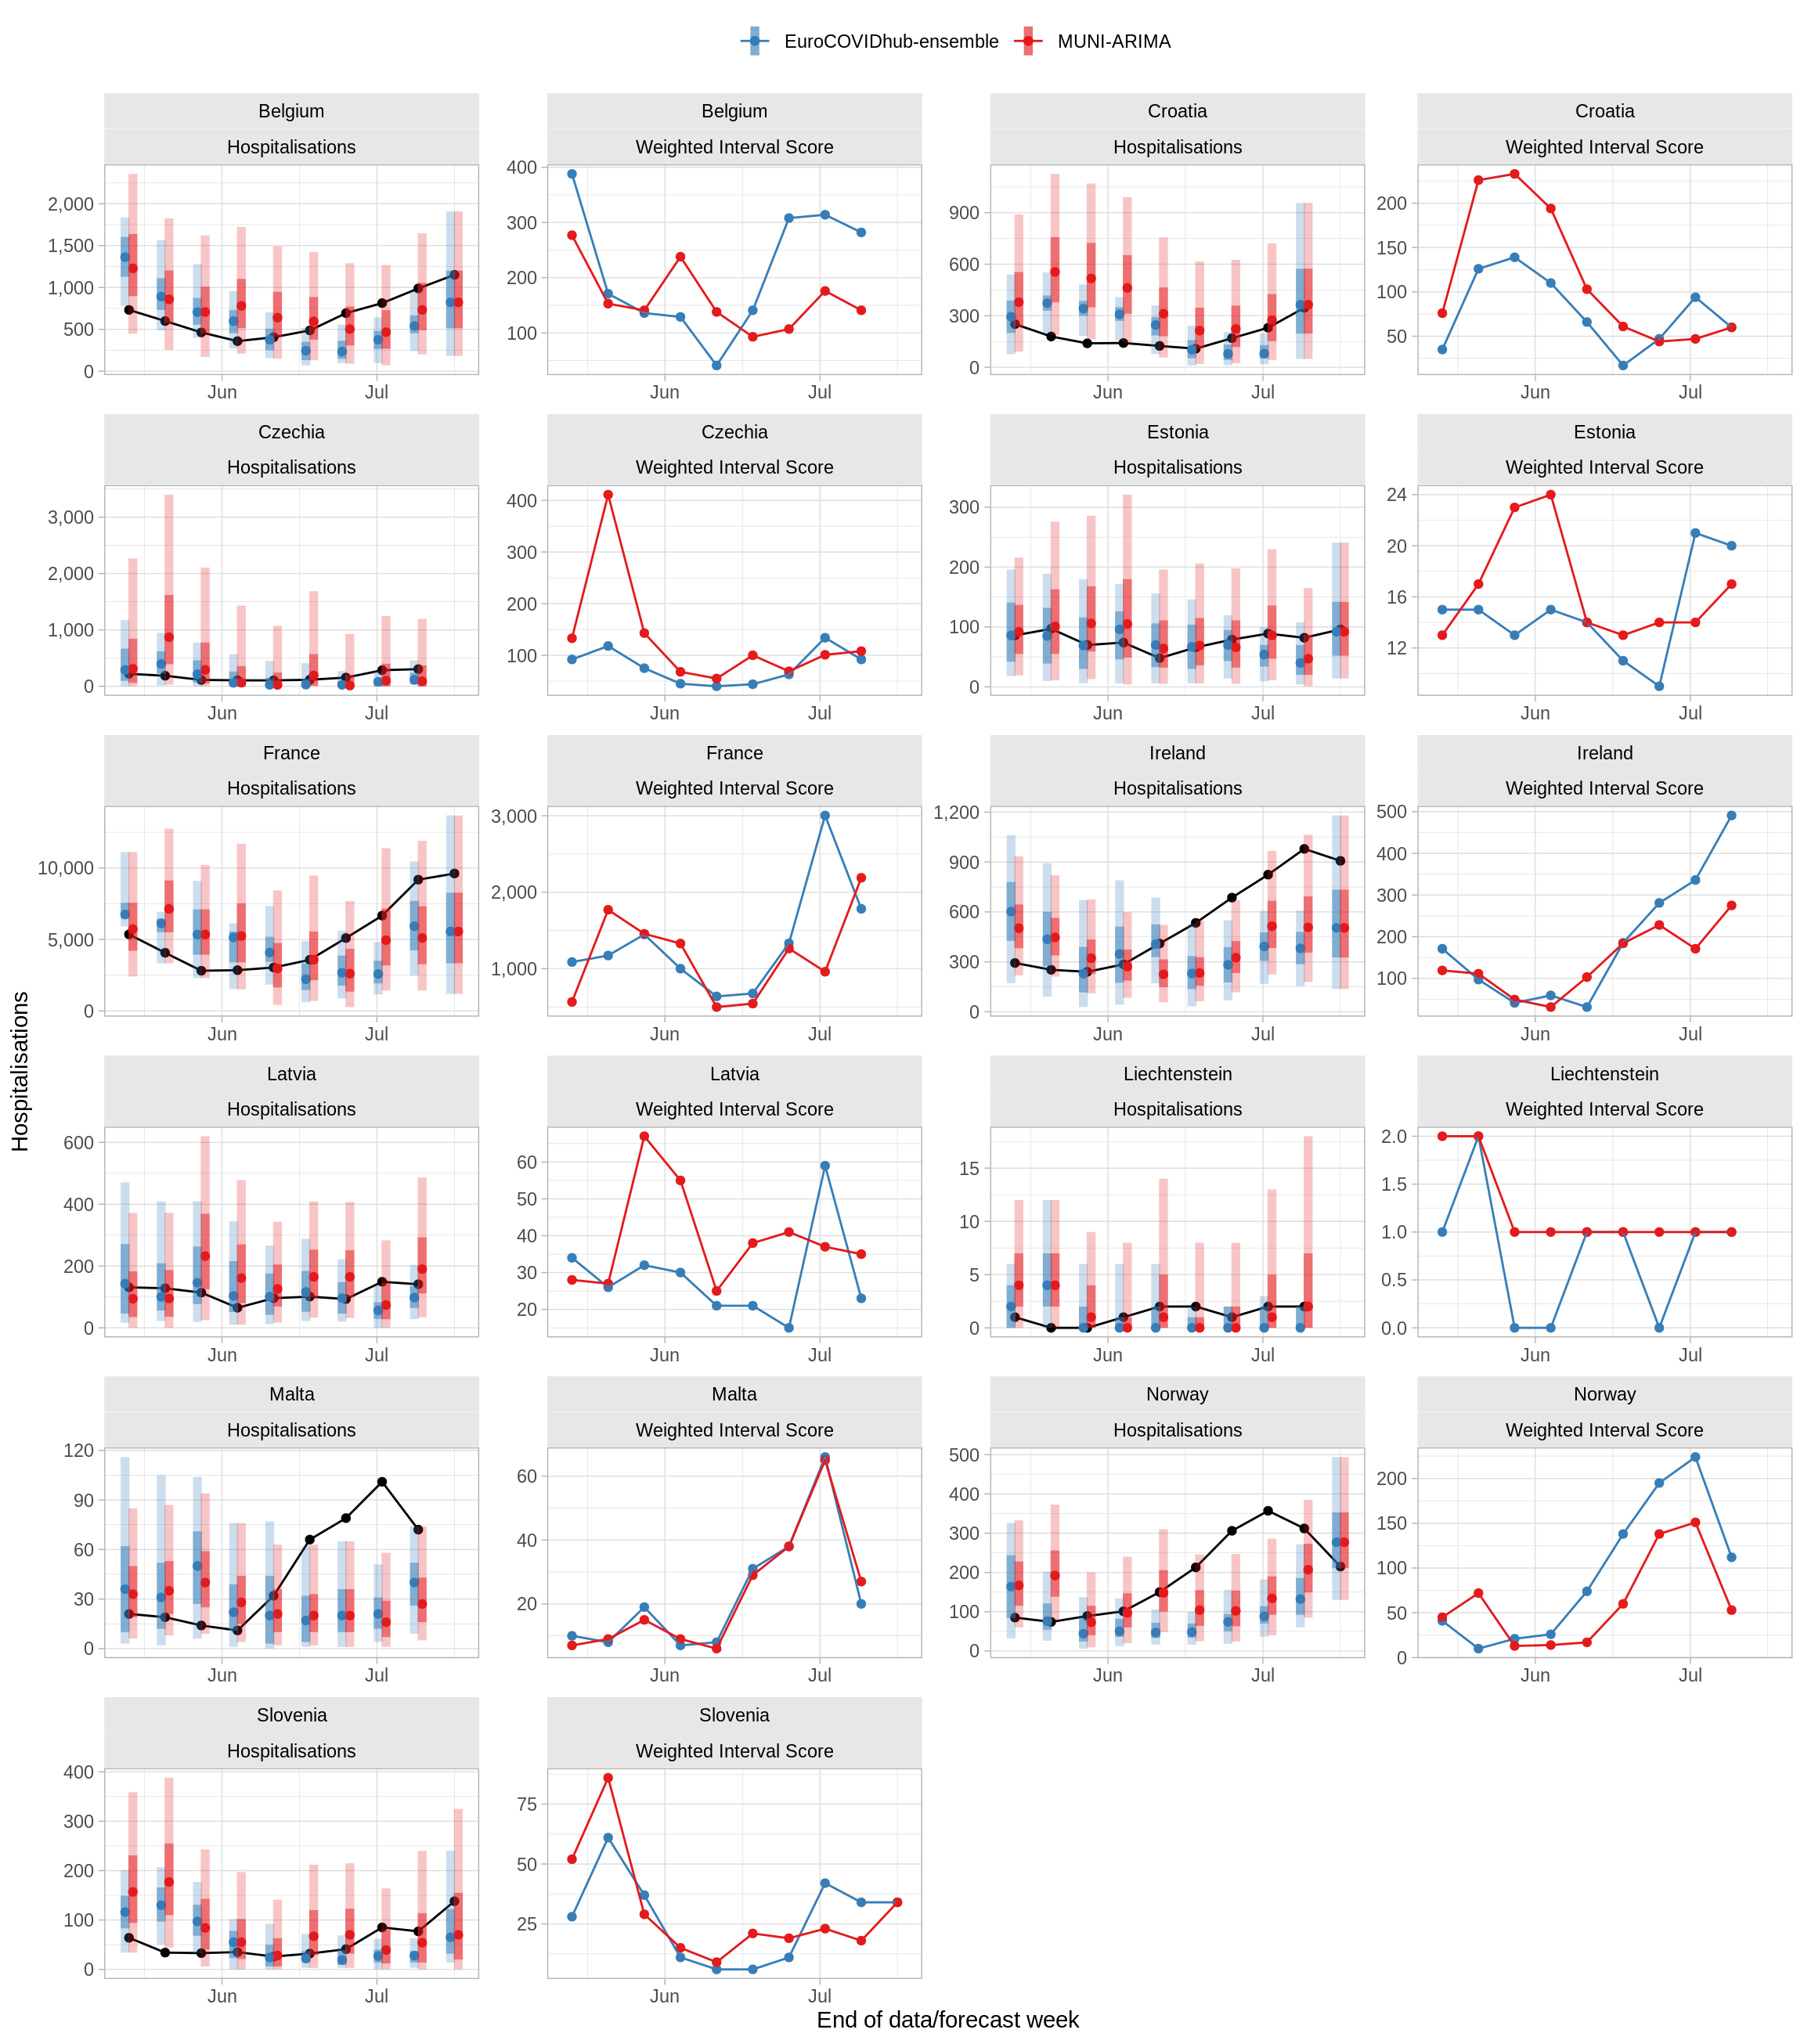 EuroCOVIDhub-ensemble MUNI-ARIMA
Belgium Belgium Croatia Croatia
Hospitalisations Weighted Interval Score Hospitalisations Weighted Interval Score
2,000
1,500
1,000
500
0
Jun Jul
400
300
200
100
Jun Jul
900
600
300
0
Jun Jul
200
150
100
50
Jun Jul
Czechia Czechia Estonia Estonia
Hospitalisations Weighted Interval Score Hospitalisations Weighted Interval Score
3,000
2,000
1,000
0
Jun Jul
400
300
200
100
Jun Jul
300
200
100
0
Jun Jul
24
20
16
12
Jun Jul
France France Ireland Ireland
Hospitalisations Weighted Interval Score Hospitalisations Weighted Interval Score
10,000
5,000
0
Jun Jul
3,000
2,000
1,000
Jun Jul
1,200
900
600
300
0
Jun Jul
500
400
300
200
100
Jun Jul
Hospitalisations
Latvia Latvia Liechtenstein Liechtenstein
Hospitalisations Weighted Interval Score Hospitalisations Weighted Interval Score
600
400
200
0
Jun Jul
60
50
40
30
20
Jun Jul
15
10
5
0
Jun Jul
2.0
1.5
1.0
0.5
0.0
Jun Jul
Malta Malta Norway Norway
Hospitalisations Weighted Interval Score Hospitalisations Weighted Interval Score
120
90
60
30
0
Jun Jul
60
40
20
Jun Jul
500
400
300
200
100
0
Jun Jul
200
150
100
50
0
Jun Jul
Slovenia Slovenia
Hospitalisations Weighted Interval Score
400
300
200
100
0
Jun Jul
75
50
25
Jun Jul
End of data/forecast week